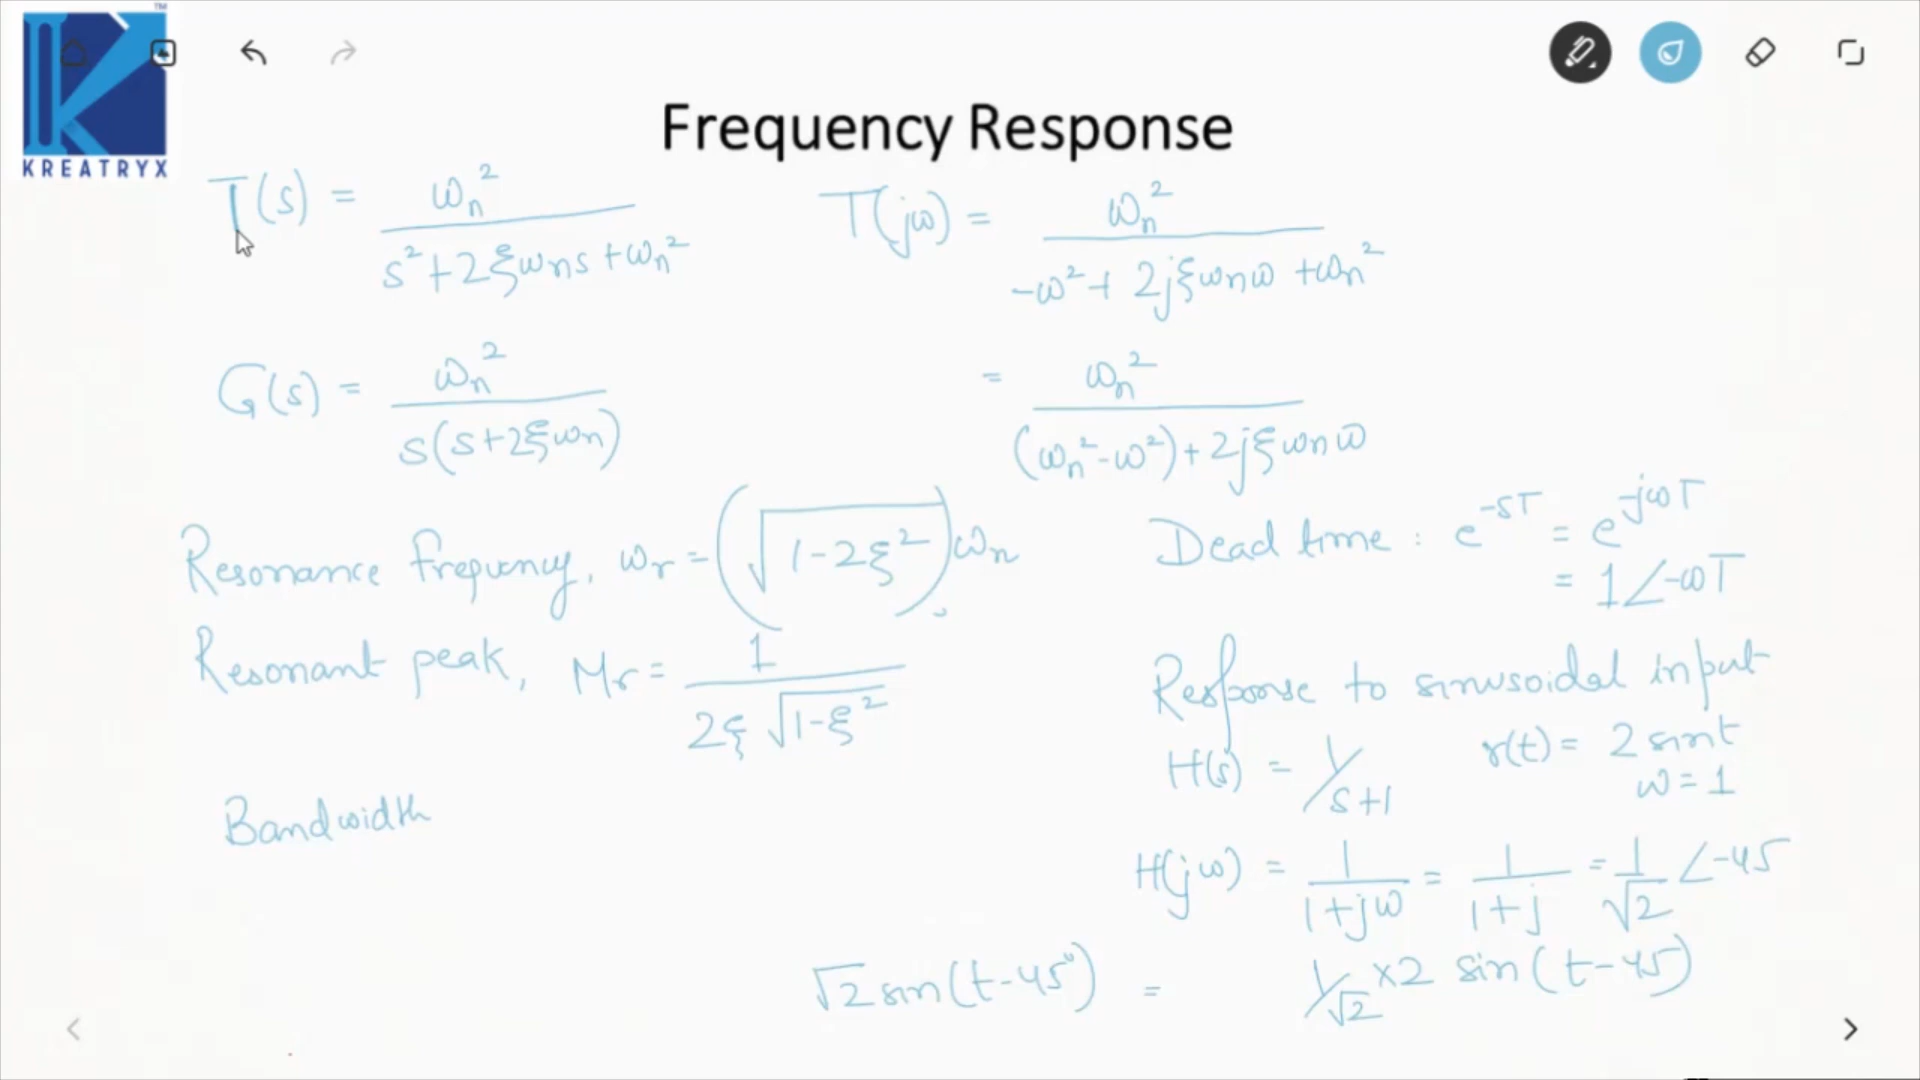 TM
KREATRYX
Frequency Response
T(s) = ωn² / (s² + 2ξωns + ωn²)
T(jω) = ωn² / (-ω² + 2jξωnω + ωn²)
G(s) = ωn² / (s(s+2ξωn))
= ωn² / ((ωn²-ω²) + 2jξωnω)
Resonance frequency, ωr = (√(1-2ξ²))ωn
Resonant peak, Mr = 1 / (2ξ√(1-ξ²))
Bandwidth
Dead time : e^-sT = e^-jωT
= 1∠-ωT
Response to sinusoidal input
H(s) = 1/s+1 r(t) = 2 sint
ω = 1
H(jω) = 1/(1+jω) = 1/(1+j) = 1/√2 ∠-45
√2 sin(t-45°) = 1/√2 ×2 sin(t-45)